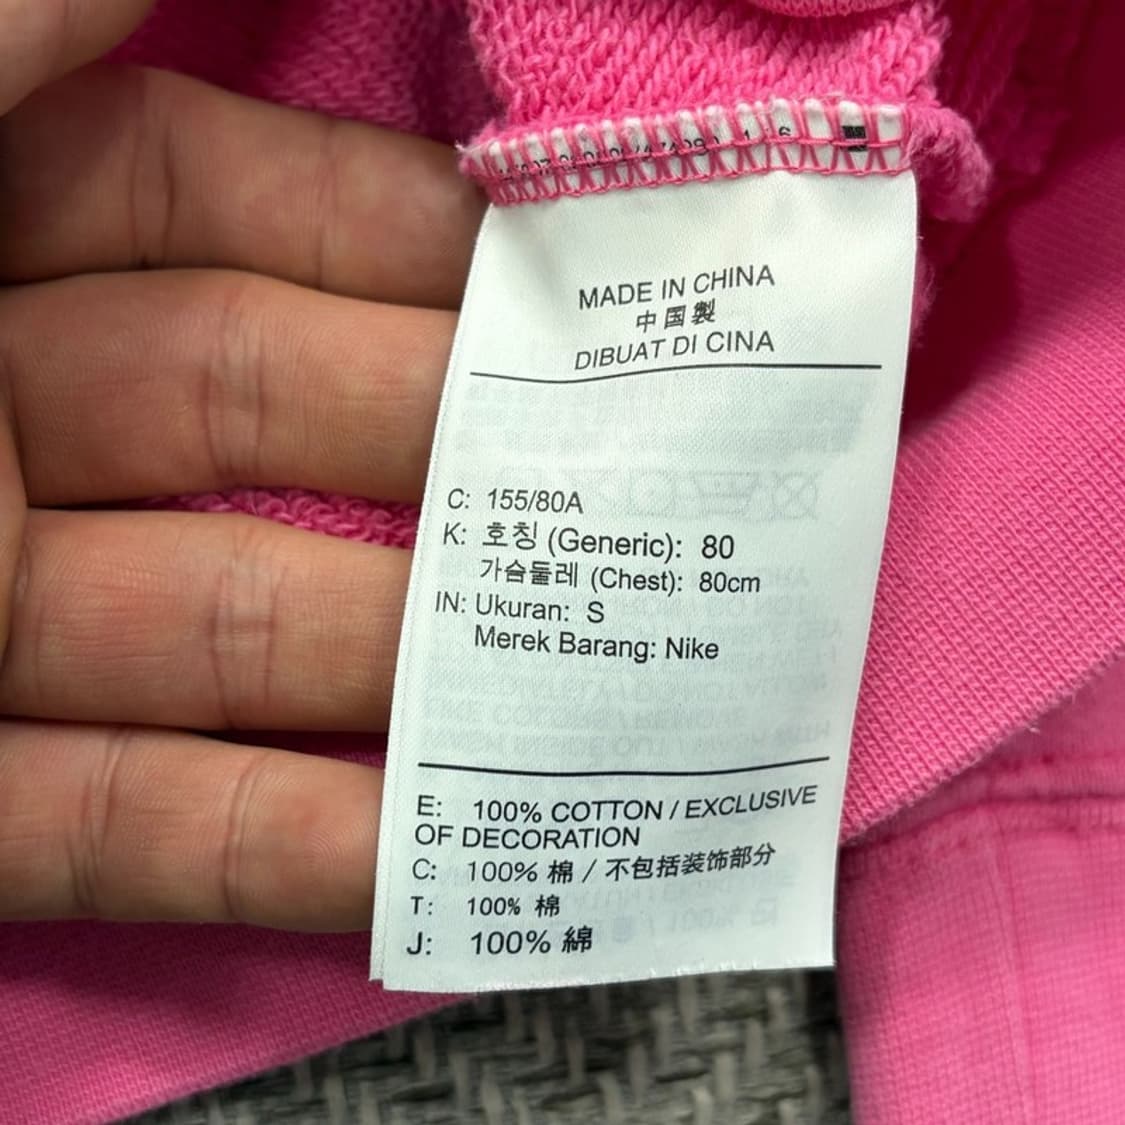 MADE IN CHINA
中国製
DIBUAT DI CINA
C: 155/80A
K: 호칭 (Generic): 80
가슴둘레 (Chest): 80cm
IN: Ukuran: S
Merek Barang: Nike
E: 100% COTTON / EXCLUSIVE
OF DECORATION
C: 100% 棉 / 不包括装饰部分
T: 100% 棉
J: 100% 綿